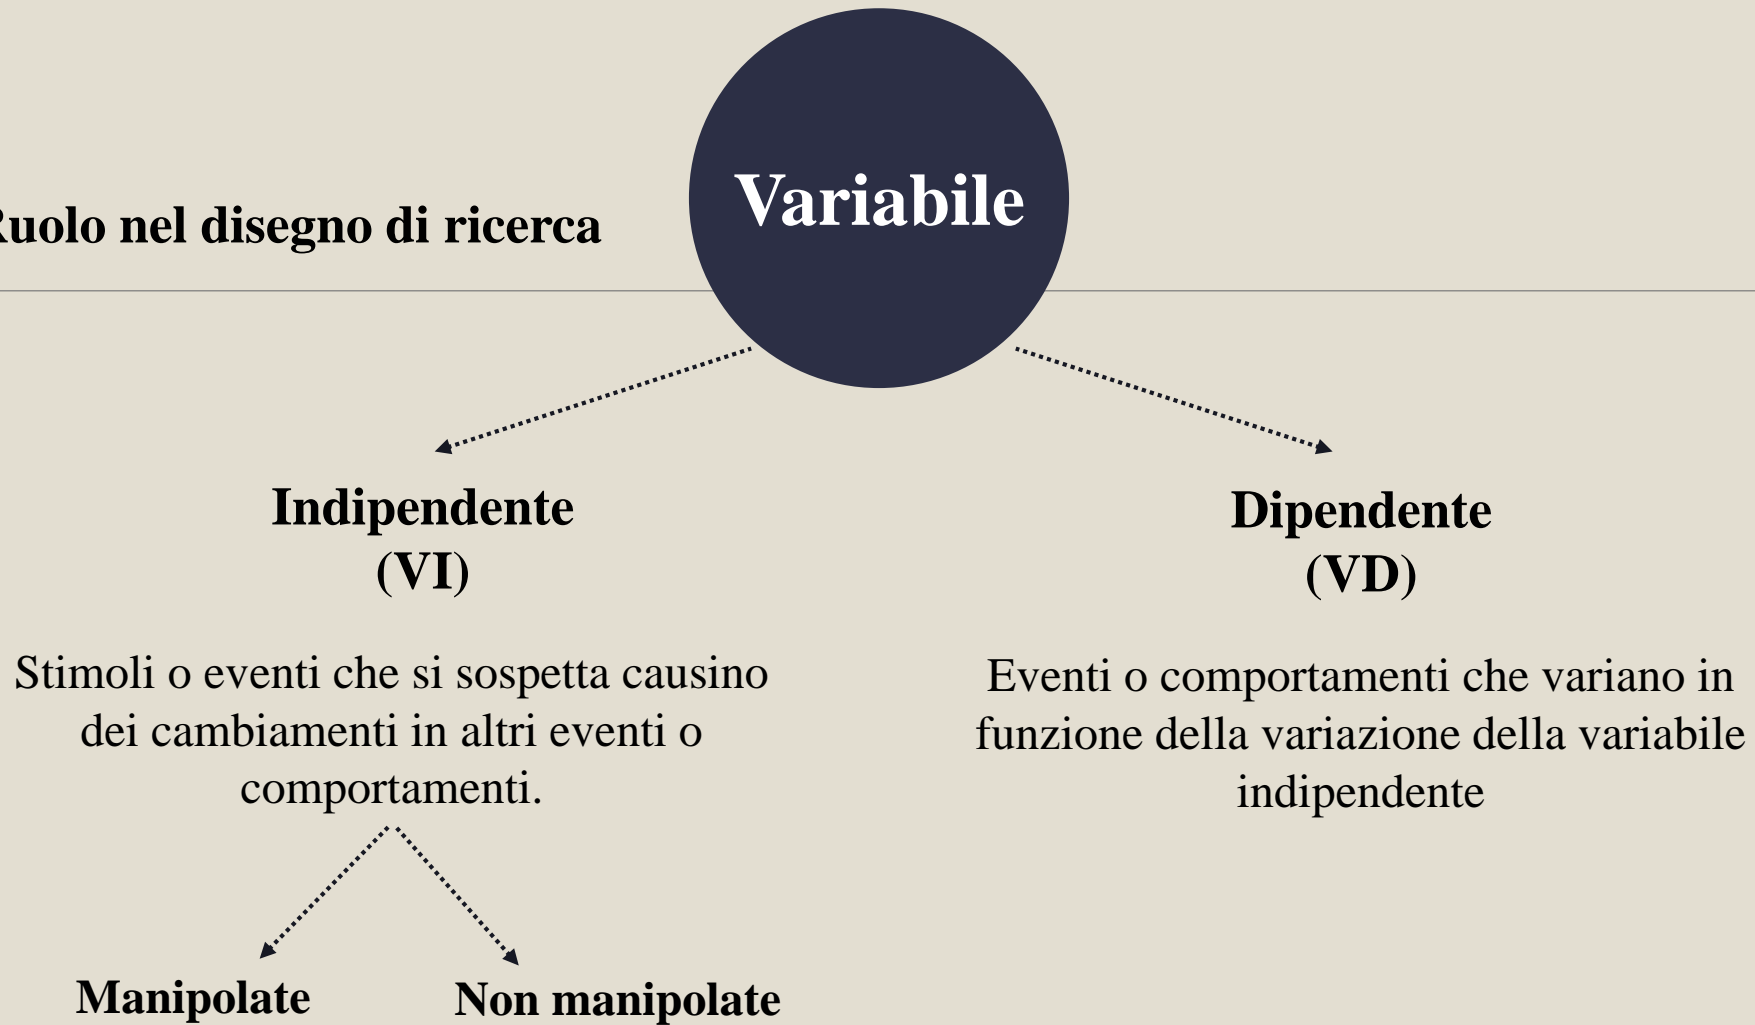 Variabile
Ruolo nel disegno di ricerca
Indipendente
(VI)
Stimoli o eventi che si sospetta causino
dei cambiamenti in altri eventi o
comportamenti.
Manipolate
Non manipolate
Dipendente
(VD)
Eventi o comportamenti che variano in
funzione della variazione della variabile
indipendente